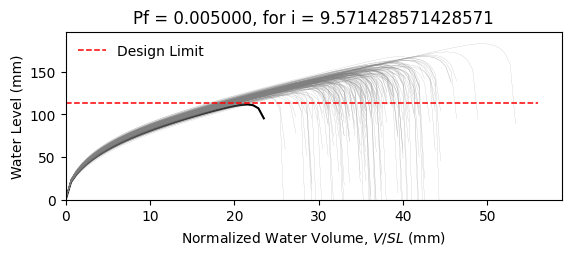 Pf = 0.005000, for i = 9.571428571428571
Design Limit
Water Level (mm)
150
100
50
0
0 10 20 30 40 50
Normalized Water Volume, V/SL (mm)